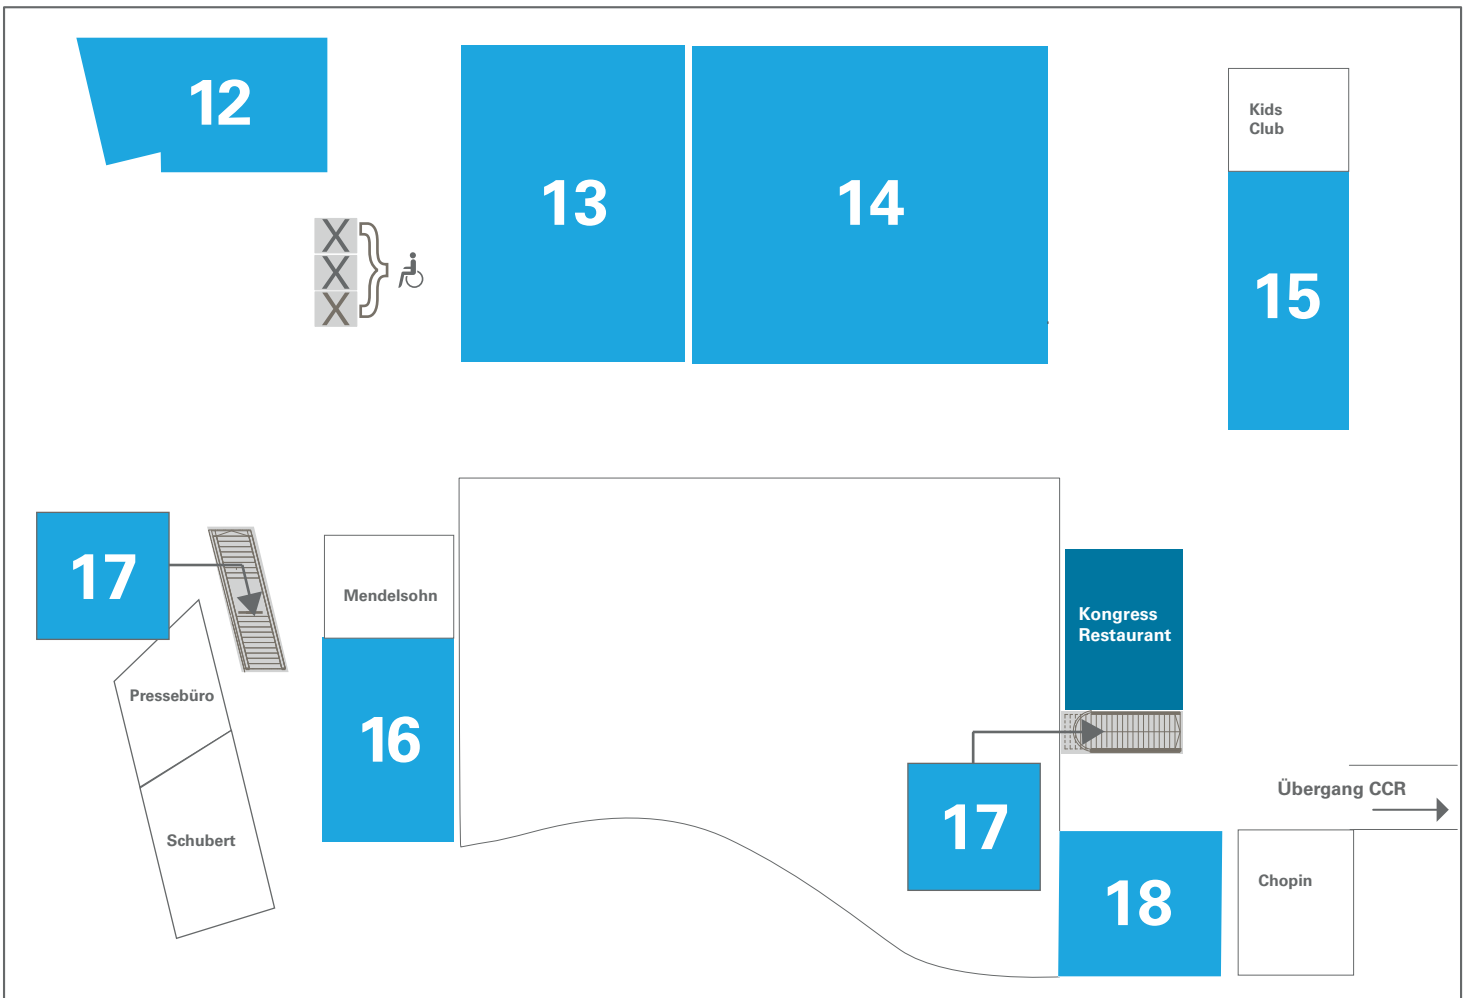 12
13
14
Kids
Club
15
17
Mendelsohn
Kongress
Restaurant
Pressebüro
16
Übergang CCR
17
Schubert
18
Chopin